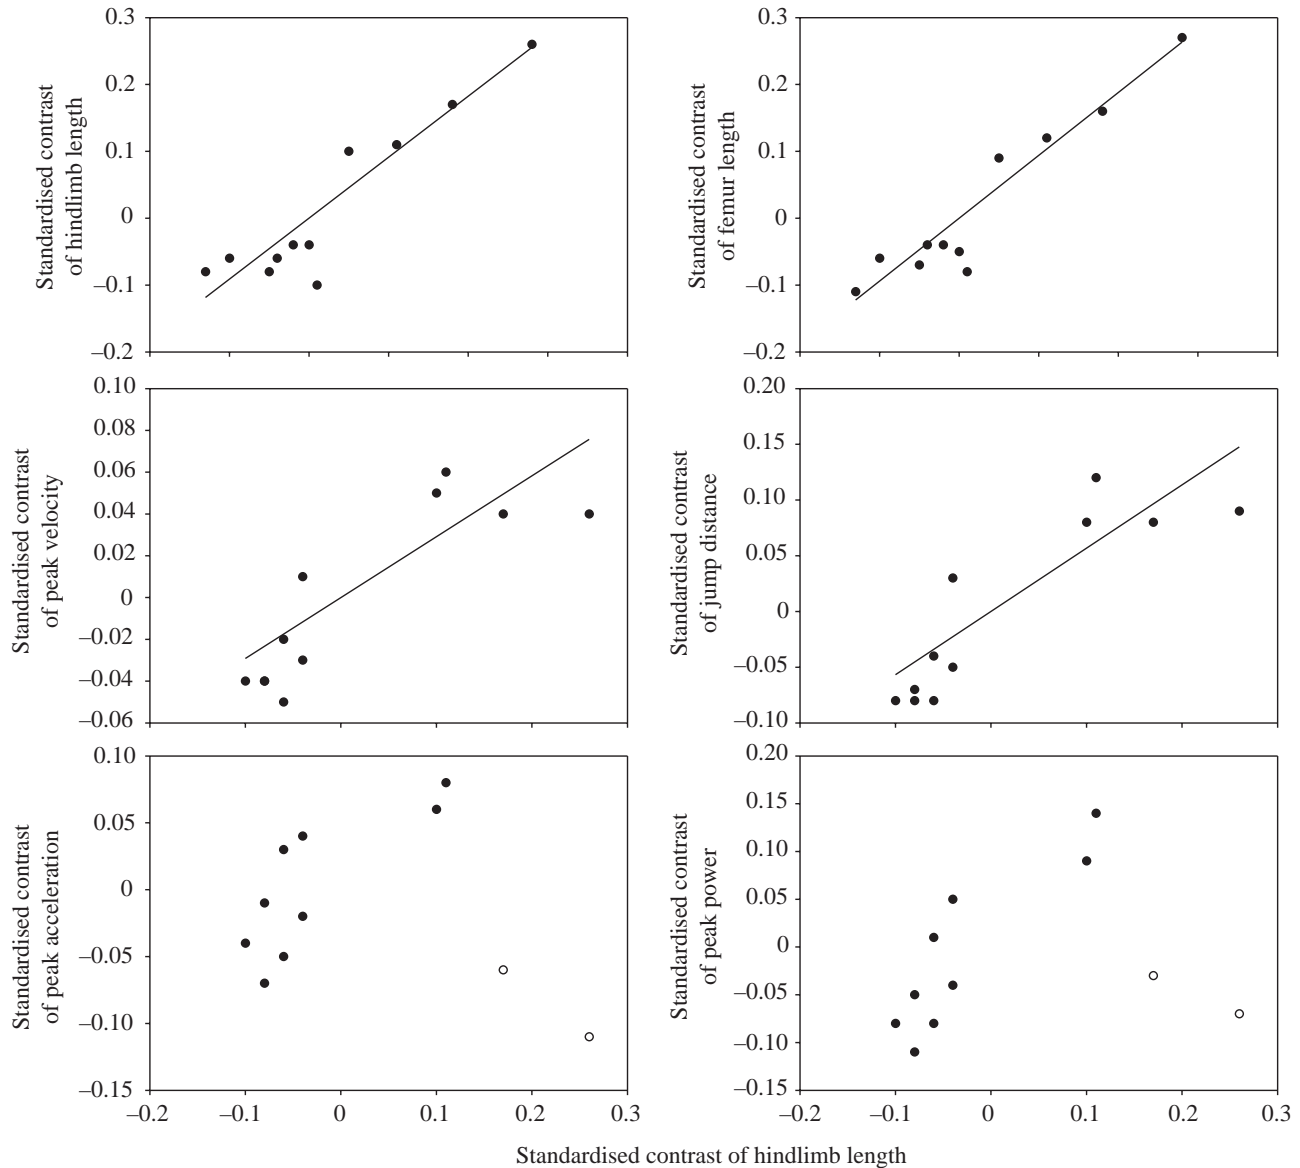 0.3
0.2
0.1
0
–0.1
–0.2
Standardised contrast
of hindlimb length
0.3
0.2
0.1
0
–0.1
–0.2
Standardised contrast
of femur length
0.10
0.08
0.06
0.04
0.02
0
–0.02
–0.04
–0.06
Standardised contrast
of peak velocity
0.20
0.15
0.10
0.05
0
–0.05
–0.10
Standardised contrast
of jump distance
0.10
0.05
0
–0.05
–0.10
–0.15
Standardised contrast
of peak acceleration
–0.2 –0.1 0 0.1 0.2 0.3
0.20
0.15
0.10
0.05
0
–0.05
–0.10
–0.15
Standardised contrast
of peak power
–0.2 –0.1 0 0.1 0.2 0.3
Standardised contrast of hindlimb length